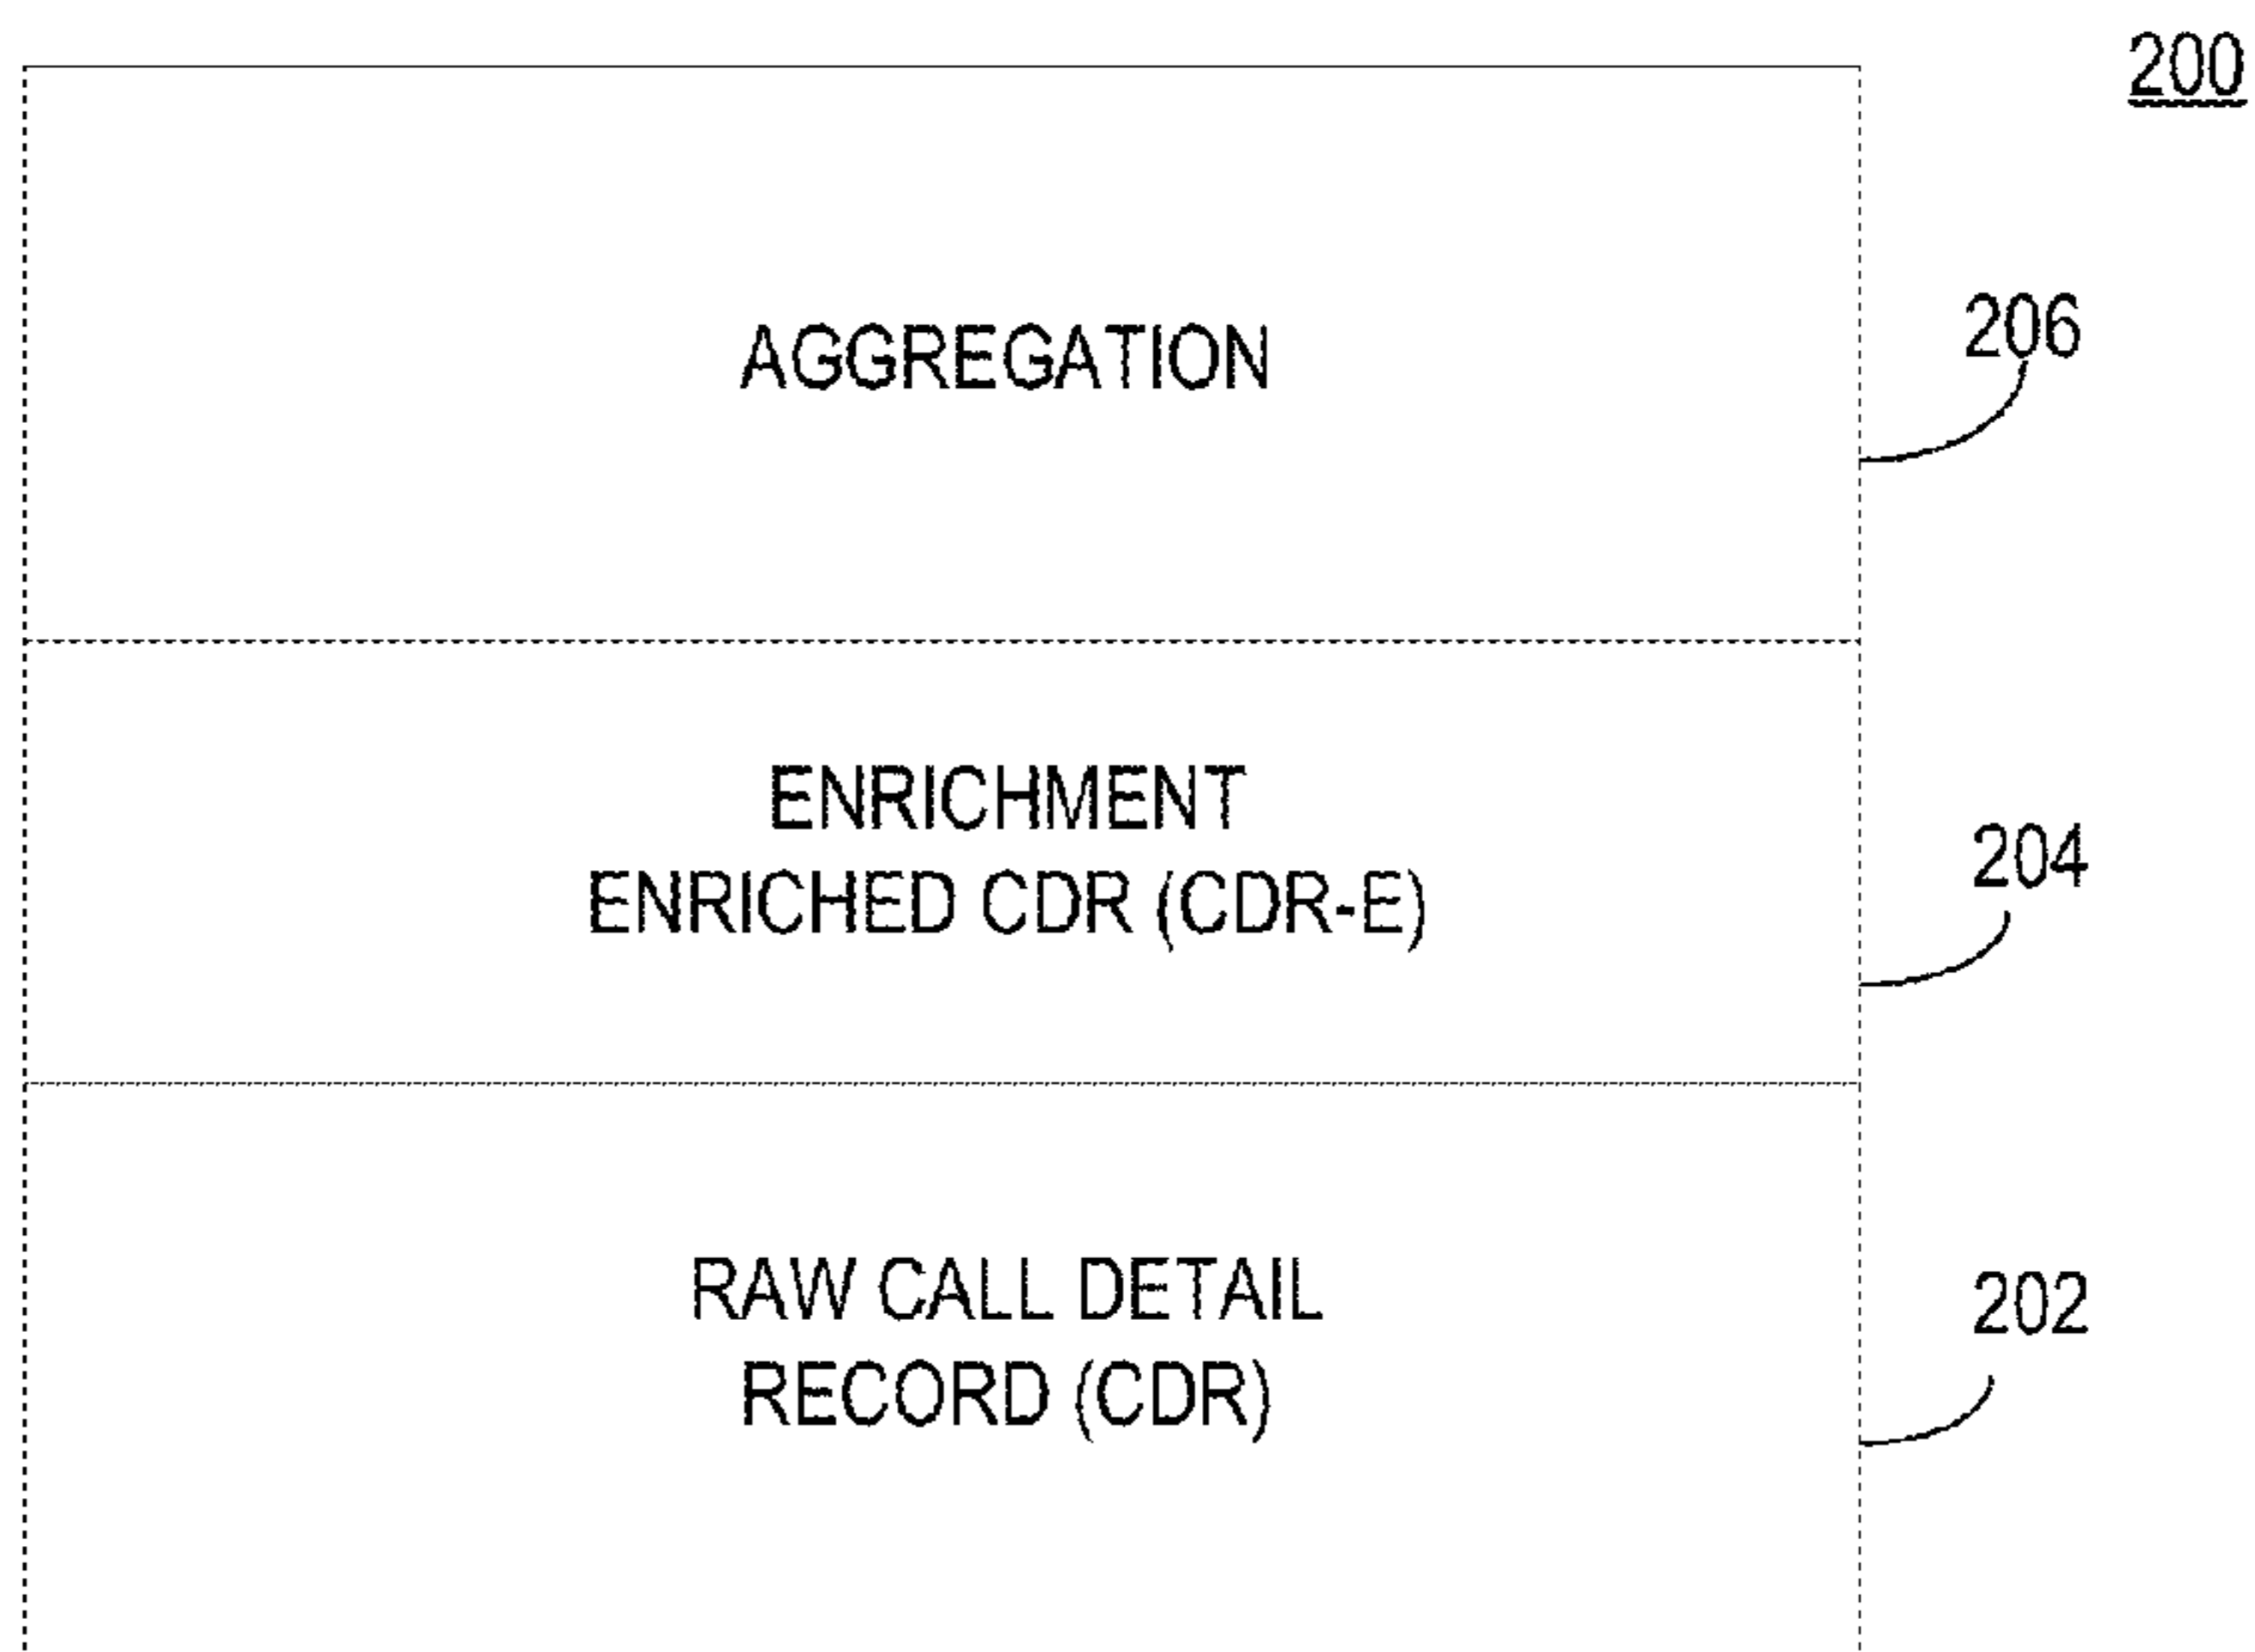 200
AGGREGATION
206
ENRICHMENT
ENRICHED CDR (CDR-E)
204
RAW CALL DETAIL
RECORD (CDR)
202